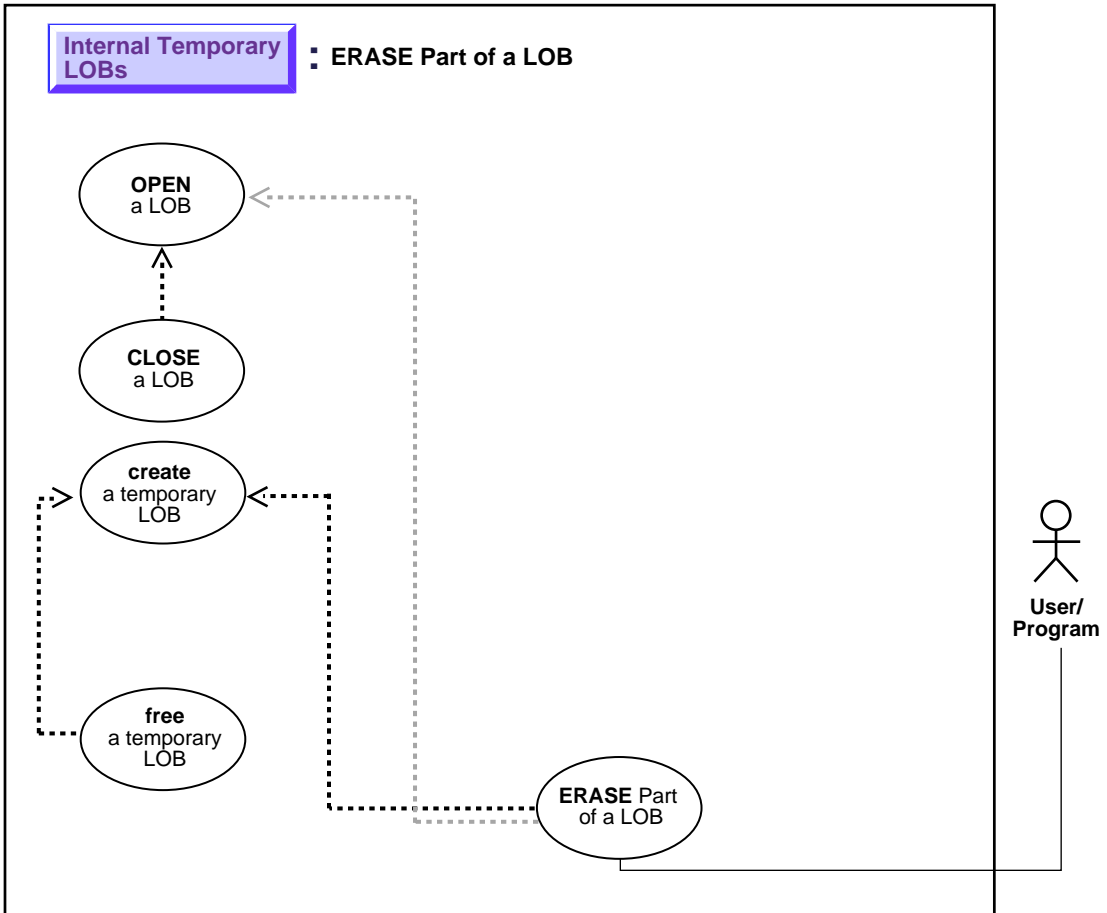 Internal Temporary
LOBs
: ERASE Part of a LOB
OPEN
a LOB
CLOSE
a LOB
create
a temporary
LOB
free
a temporary
LOB
ERASE Part
of a LOB
User/
Program